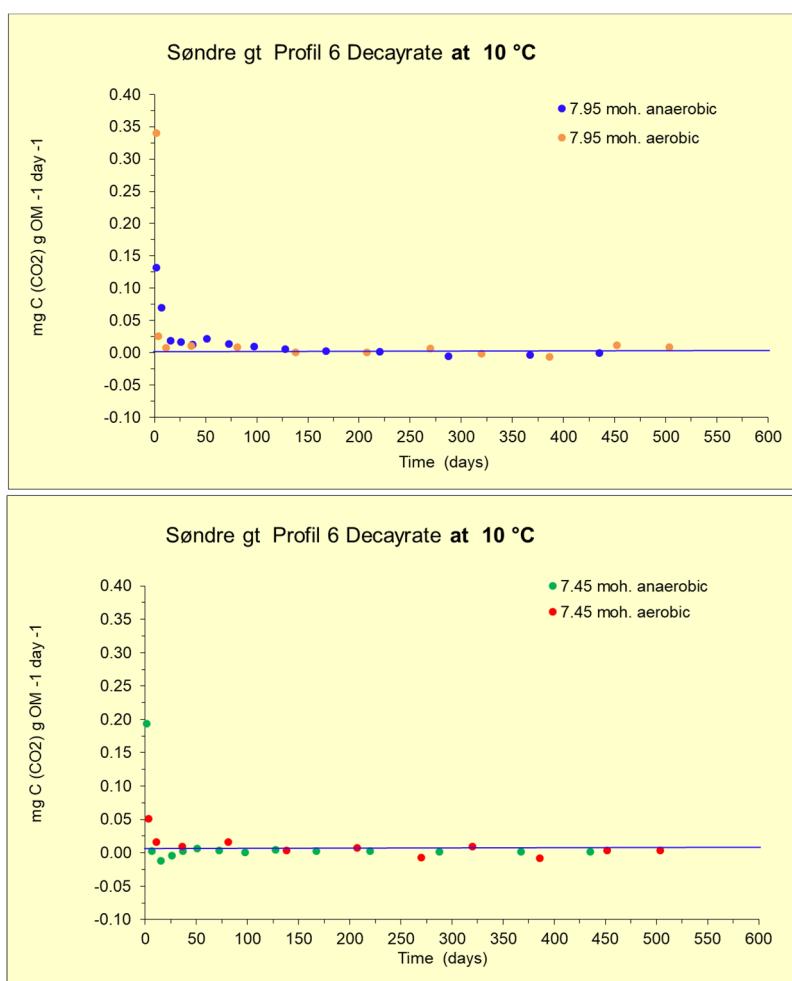 Søndre gt Profil 6 Decayrate at 10 °C
7.95 moh. anaerobic
7.95 moh. aerobic
mg C (CO2) g OM -1 day -1
0.40
0.35
0.30
0.25
0.20
0.15
0.10
0.05
0.00
-0.05
-0.10
0 50 100 150 200 250 300 350 400 450 500 550 600
Time (days)
Søndre gt Profil 6 Decayrate at 10 °C
7.45 moh. anaerobic
7.45 moh. aerobic
mg C (CO2) g OM -1 day -1
0.40
0.35
0.30
0.25
0.20
0.15
0.10
0.05
0.00
-0.05
-0.10
0 50 100 150 200 250 300 350 400 450 500 550 600
Time (days)